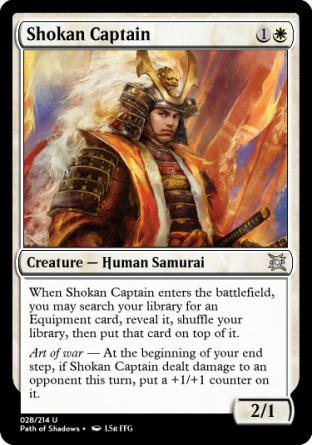 Shokan Captain 1
Creature — Human Samurai
When Shokan Captain enters the battlefield,
you may search your library for an
Equipment card, reveal it, shuffle your
library, then put that card on top of it.
Art of war — At the beginning of your end
step, if Shokan Captain dealt damage to an
opponent this turn, put a +1/+1 counter on
it.
2/1
028/214 U
Path of Shadows • L5R FFG